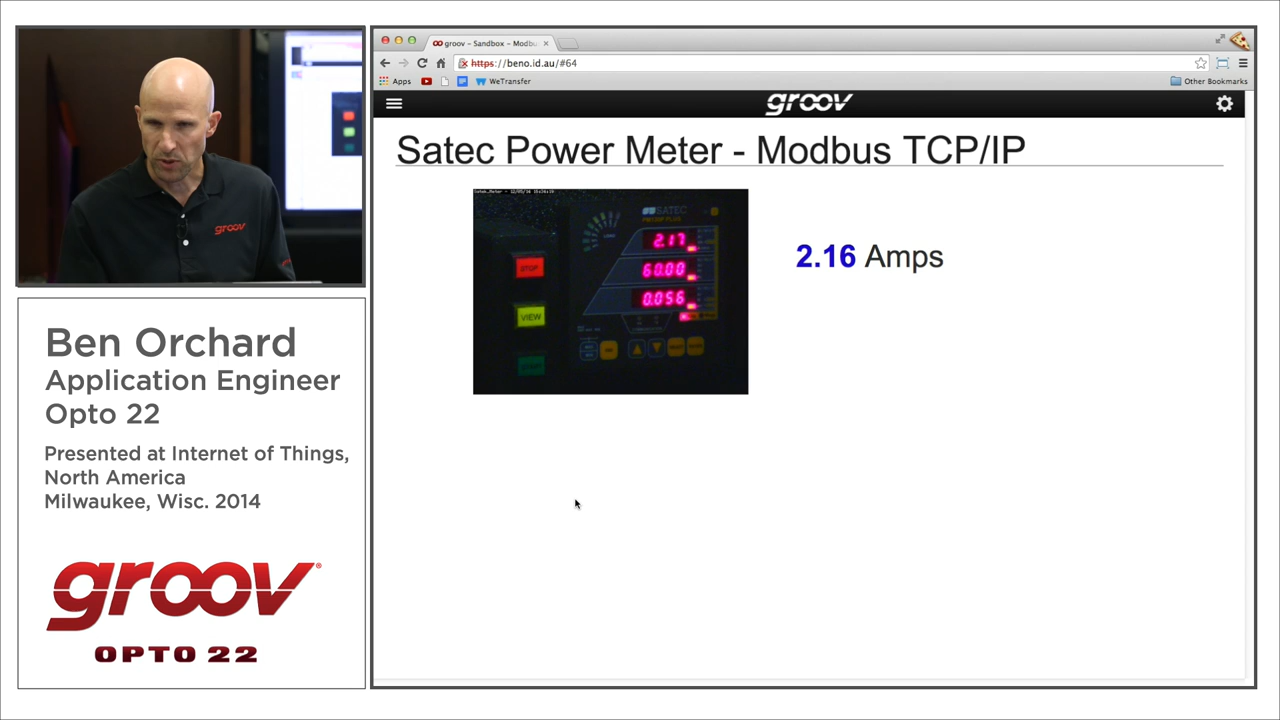 groov
Ben Orchard
Application Engineer
Opto 22
Presented at Internet of Things,
North America
Milwaukee, Wisc. 2014
groov®
OPTO 22
groov - Sandbox - Modbu
https://beno.id.au/#64
Apps
WeTransfer
Other Bookmarks
groov
Satec Power Meter - Modbus TCP/IP
SATEC
2.17
60.00
0.056
STOP
VIEW
START
2.16 Amps